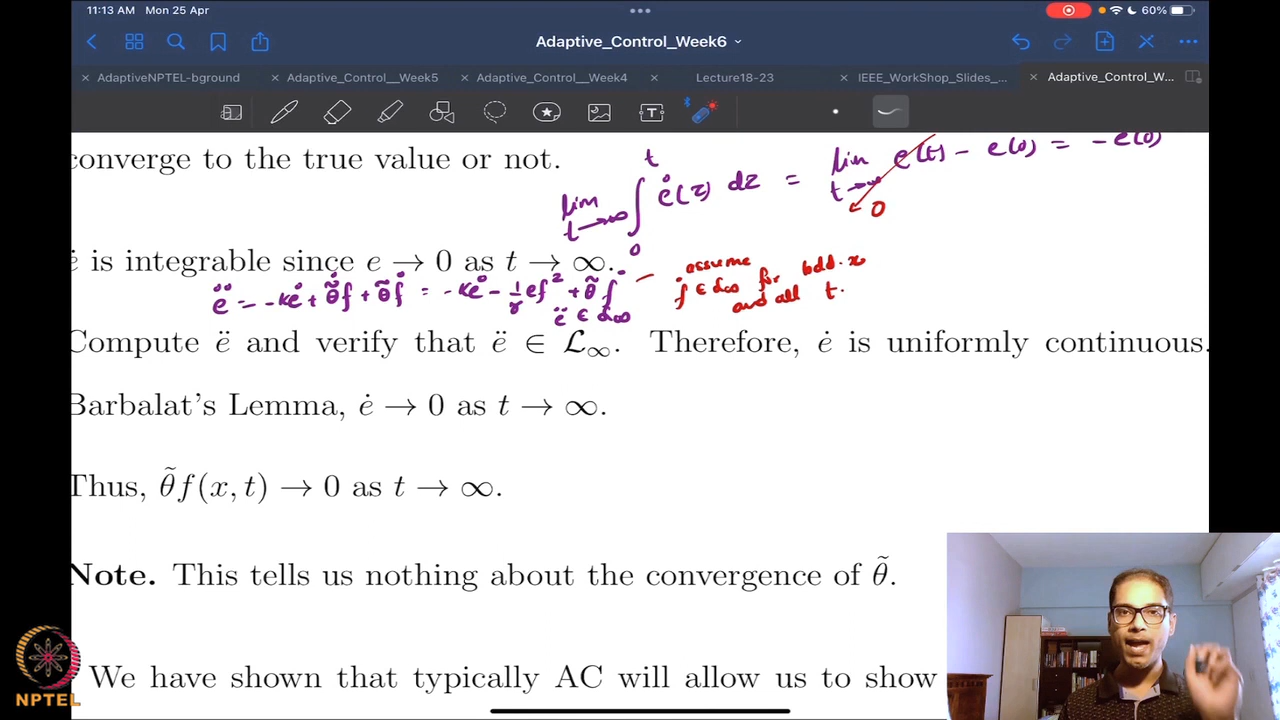 11:13 AM Mon 25 Apr
60%
Adaptive_Control_Week6
AdaptiveNPTEL-bground
Adaptive_Control__Week5
Adaptive_Control__Week4
Lecture18-23
IEEE_WorkShop_Slides_...
Adaptive_Control_W...
converge to the true value or not.
lim t→∞ ∫₀ᵗ ė(τ) dτ = lim t→∞ e(t) - e(0) = - e(0)
0
ė is integrable since e → 0 as t → ∞.
assume ḟ ∈ L∞ for bdd. x and all t.
ë = -kė + θ̃̇f + θ̃ḟ = -kė - 1/γ ef² + θ̃ḟ
ë ∈ L∞
Compute ë and verify that ë ∈ 𝓛∞. Therefore, ė is uniformly continuous.
Barbalat's Lemma, ė → 0 as t → ∞.
Thus, θ̃f(x, t) → 0 as t → ∞.
Note. This tells us nothing about the convergence of θ̃.
We have shown that typically AC will allow us to show
NPTEL